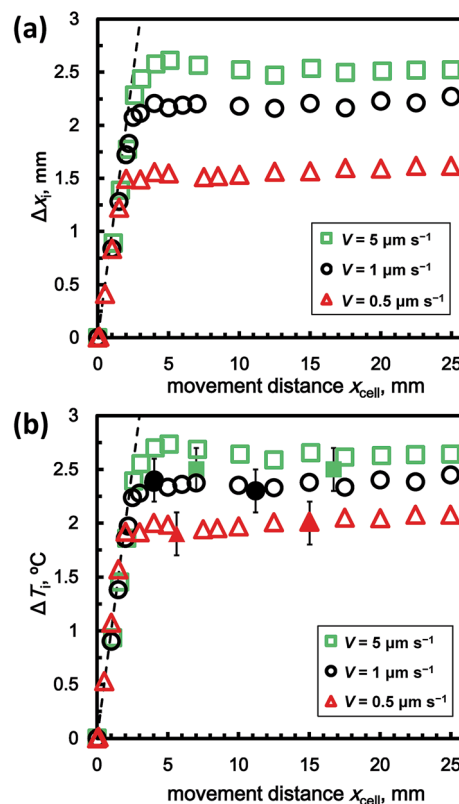 (a)
3
2.5
2
1.5
1
0.5
0
Δxᵢ, mm
V = 5 µm s⁻¹
V = 1 µm s⁻¹
V = 0.5 µm s⁻¹
0 5 10 15 20 25
movement distance x_cell, mm
(b)
3
2.5
2
1.5
1
0.5
0
ΔTᵢ, ºC
V = 5 µm s⁻¹
V = 1 µm s⁻¹
V = 0.5 µm s⁻¹
0 5 10 15 20 25
movement distance x_cell, mm